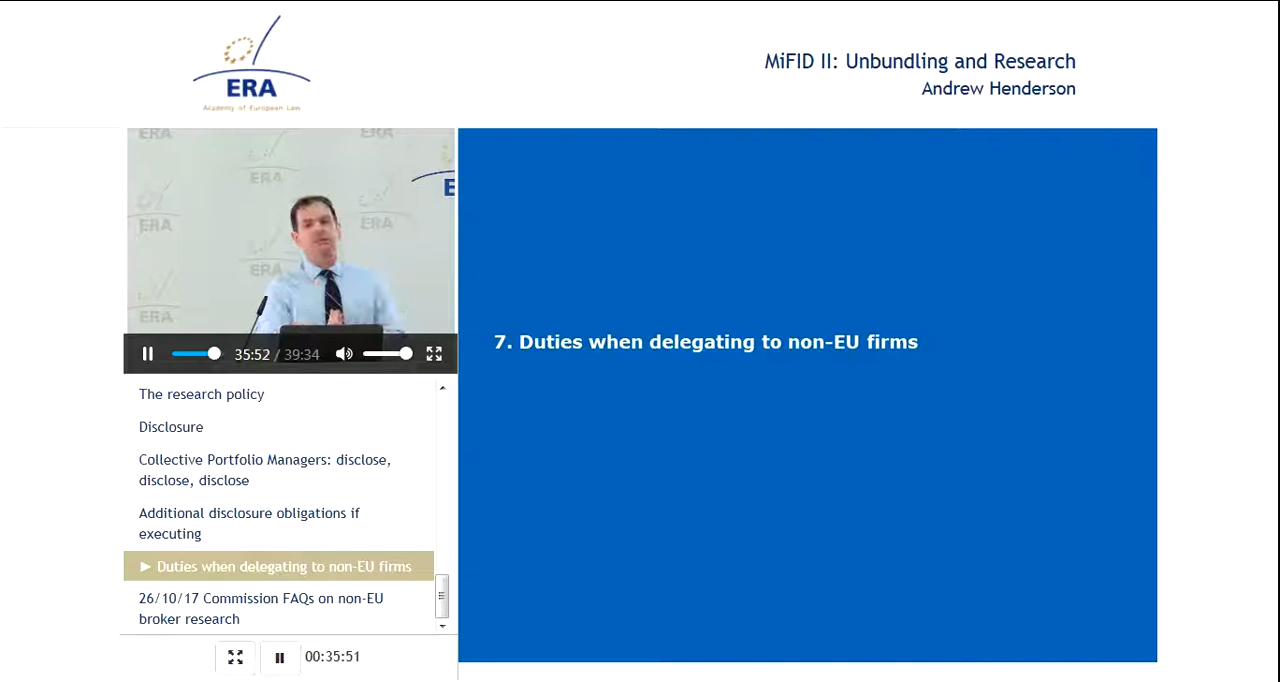 ERA
Academy of European Law
MiFID II: Unbundling and Research
Andrew Henderson
ERA
ERA
ERA
E
ERA
ERA
ERA
ERA
35:52 / 39:34
7. Duties when delegating to non-EU firms
The research policy
Disclosure
Collective Portfolio Managers: disclose,
disclose, disclose
Additional disclosure obligations if
executing
► Duties when delegating to non-EU firms
26/10/17 Commission FAQs on non-EU
broker research
00:35:51